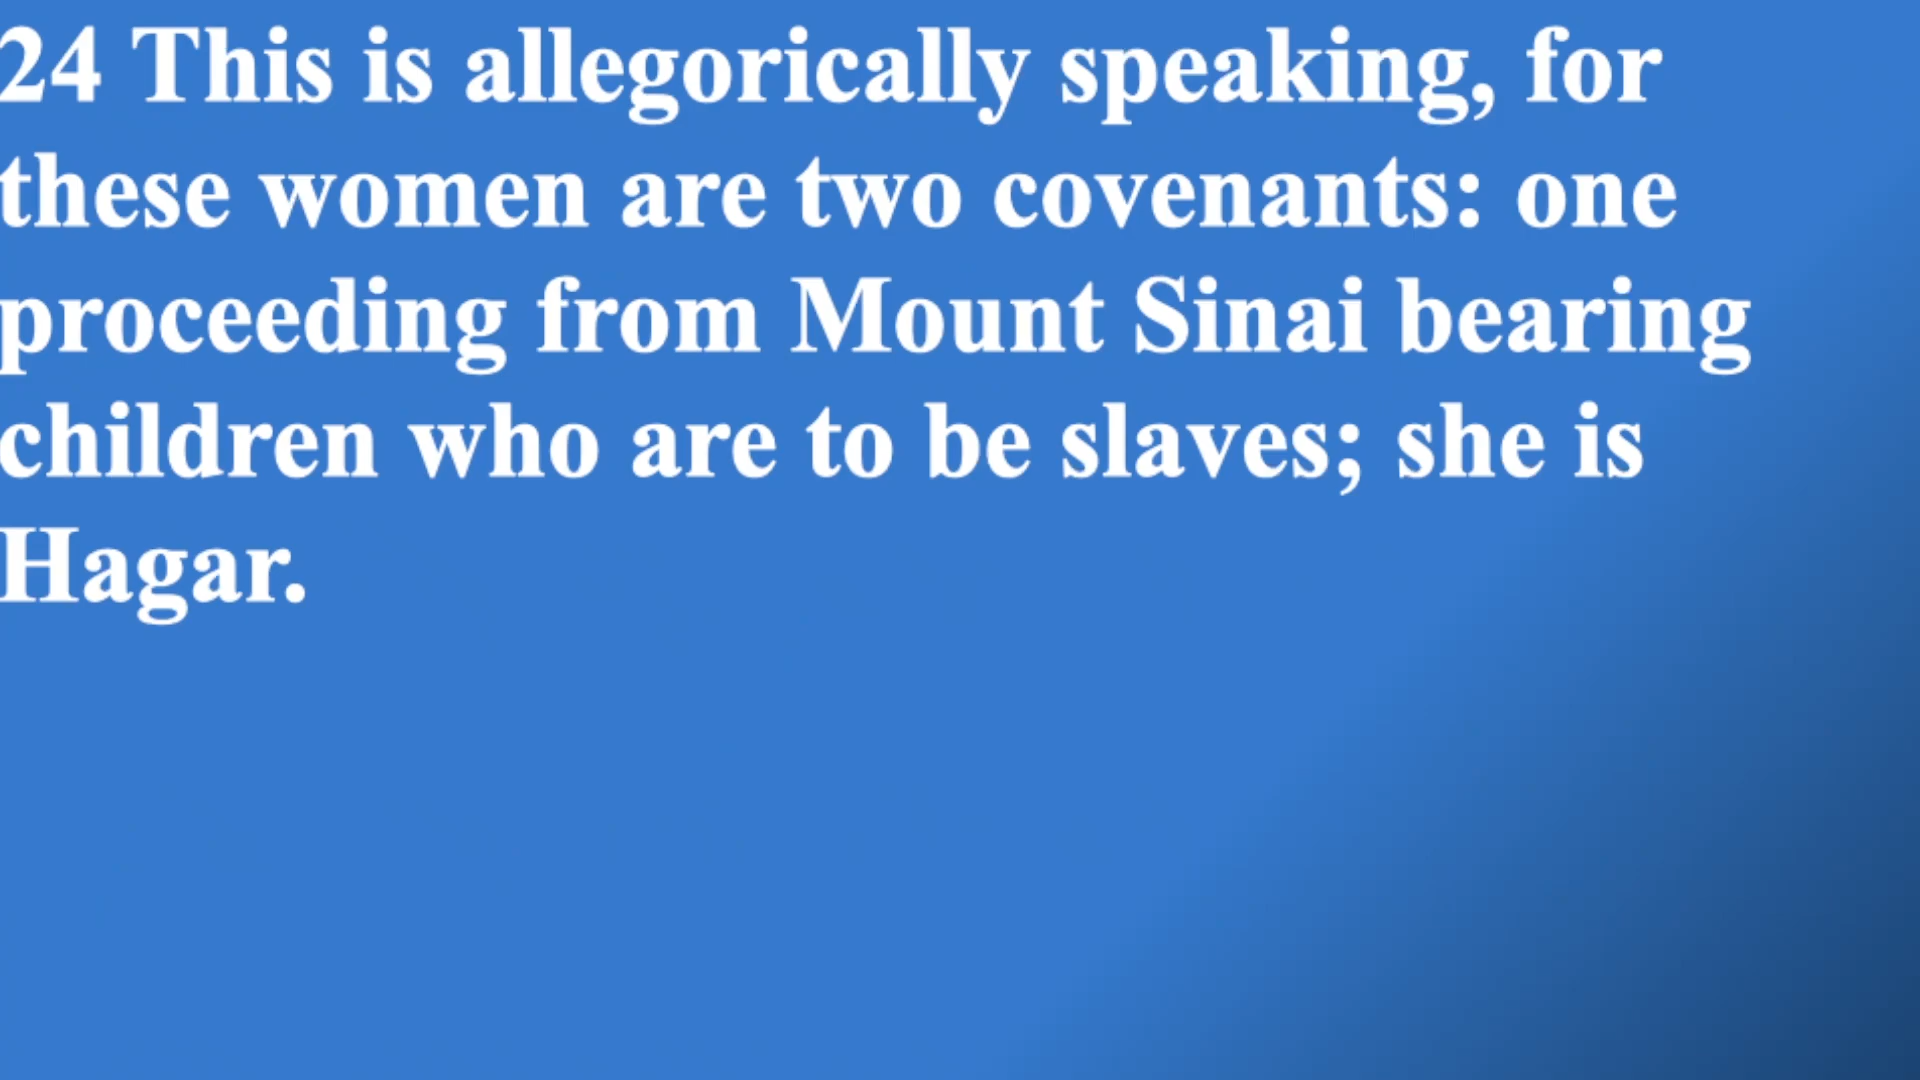 24 This is allegorically speaking, for
these women are two covenants: one
proceeding from Mount Sinai bearing
children who are to be slaves; she is
Hagar.